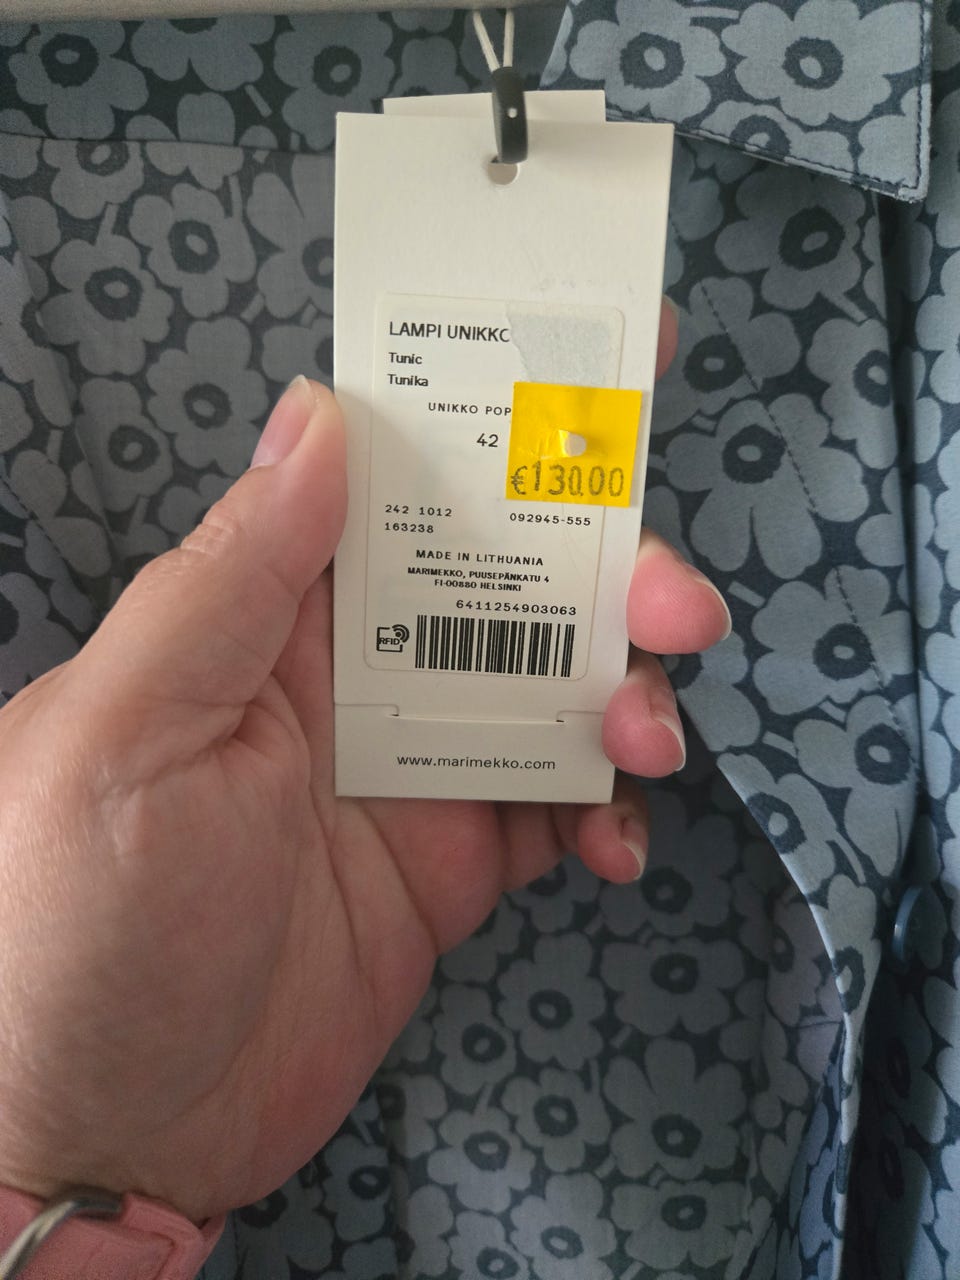 LAMPI UNIKKO
Tunic
Tunika
UNIKKO POP
42
€130.00
242 1012
092945-555
163238
MADE IN LITHUANIA
MARIMEKKO, PUUSEPÄNKATU 4
FI-00880 HELSINKI
6411254903063
RFID
www.marimekko.com